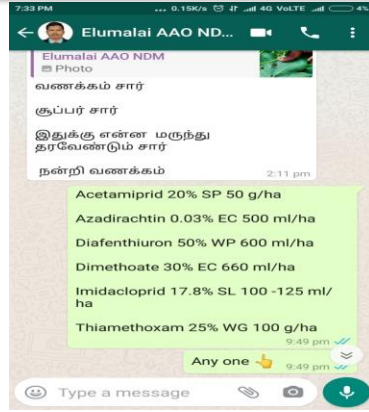 7:33 PM ... 0.15K/s 4G VoLTE 4%
Elumalai AAO ND...
Elumalai AAO NDM
Photo
வணக்கம் சார்
சூப்பர் சார்
இதுக்கு என்ன மருந்து
தரவேண்டும் சார்
நன்றி வணக்கம்
2:11 pm
Acetamiprid 20% SP 50 g/ha
Azadirachtin 0.03% EC 500 ml/ha
Diafenthiuron 50% WP 600 ml/ha
Dimethoate 30% EC 660 ml/ha
Imidacloprid 17.8% SL 100 -125 ml/
ha
Thiamethoxam 25% WG 100 g/ha
9:49 pm
Any one 👆
9:49 pm
Type a message